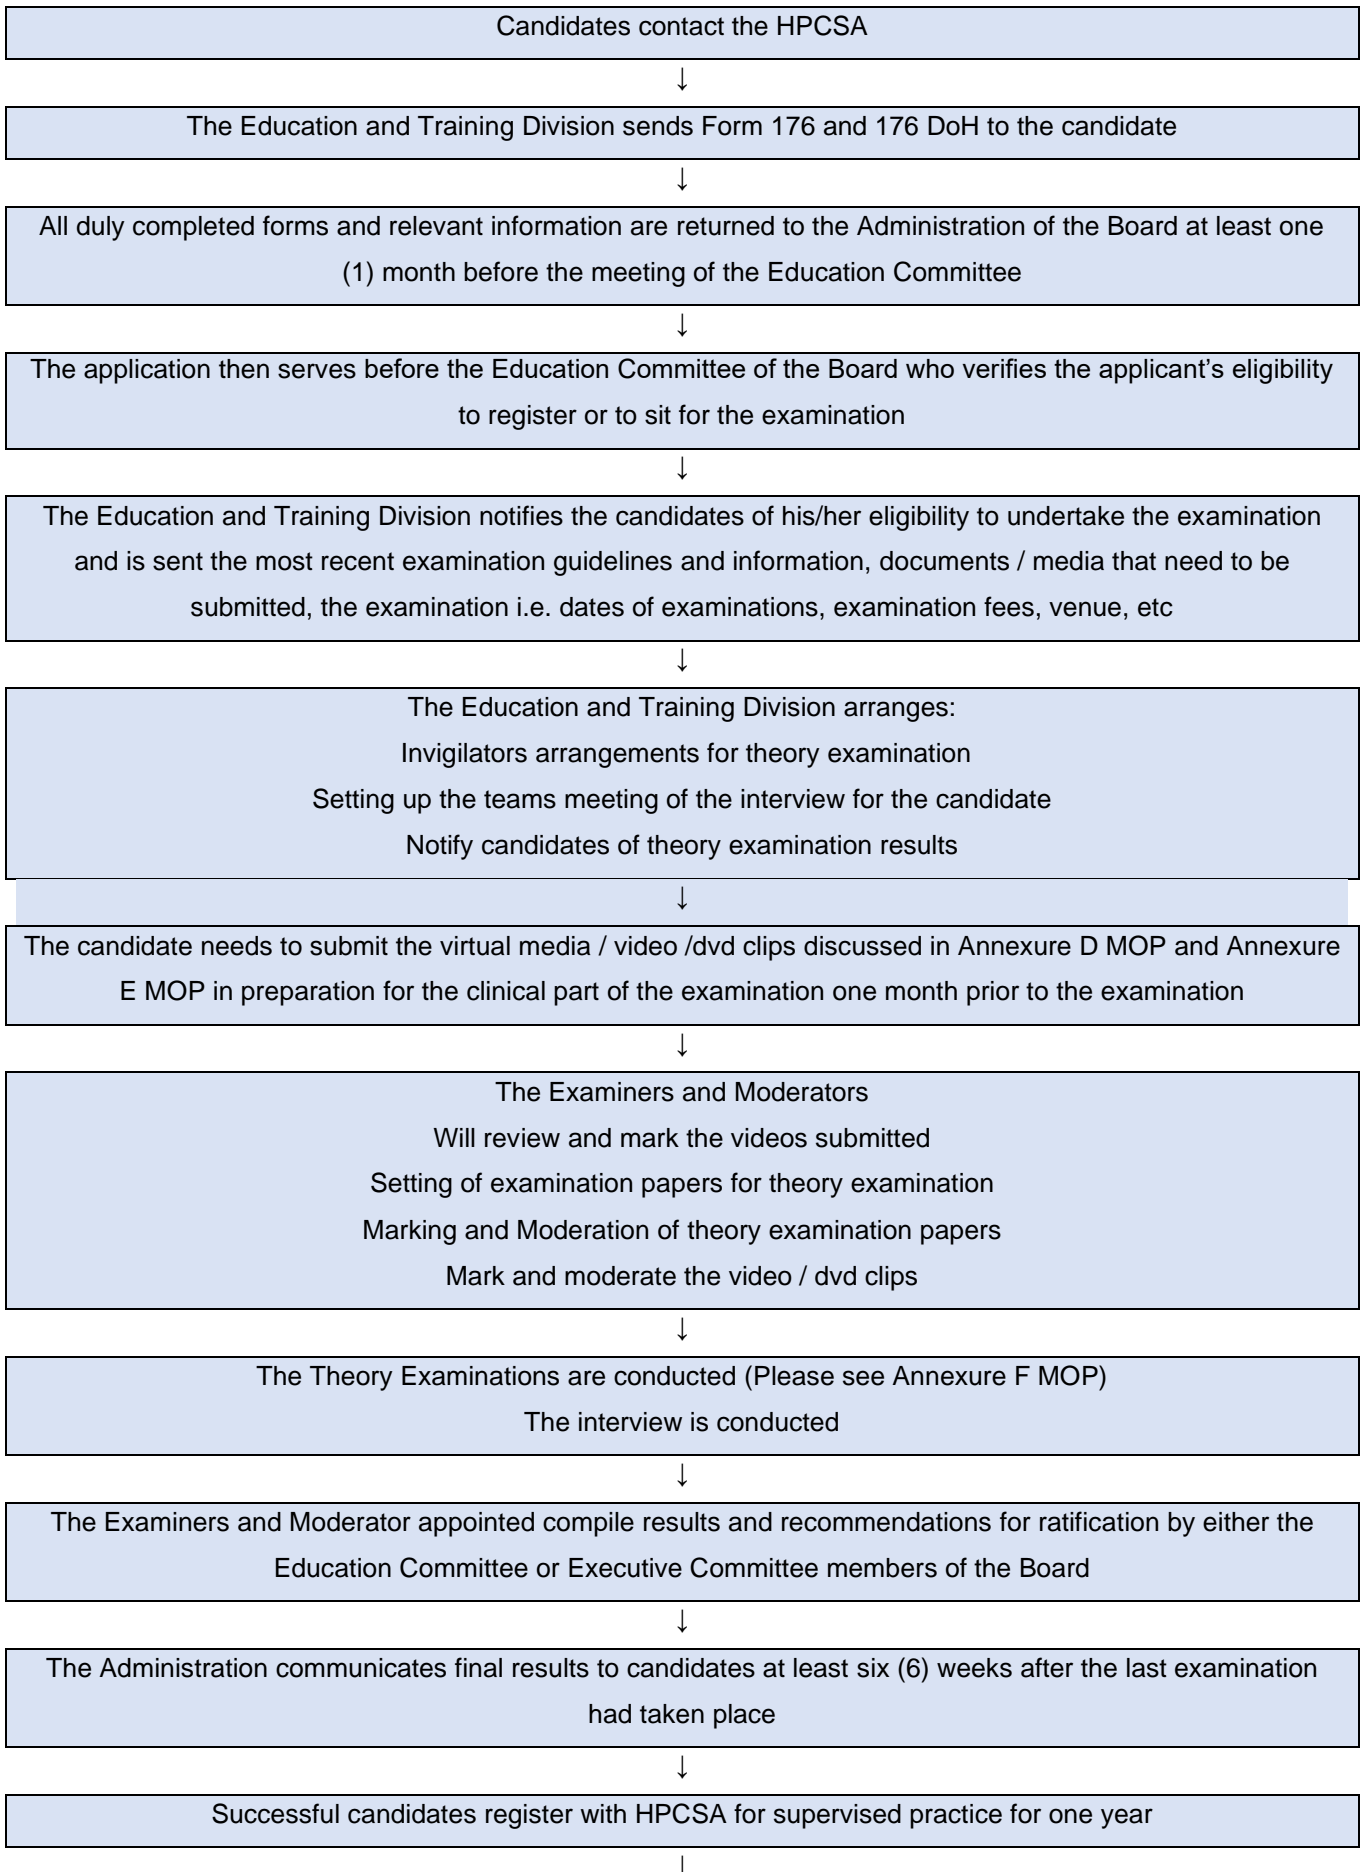 Candidates contact the HPCSA
↓
The Education and Training Division sends Form 176 and 176 DoH to the candidate
↓
All duly completed forms and relevant information are returned to the Administration of the Board at least one
(1) month before the meeting of the Education Committee
↓
The application then serves before the Education Committee of the Board who verifies the applicant’s eligibility
to register or to sit for the examination
↓
The Education and Training Division notifies the candidates of his/her eligibility to undertake the examination
and is sent the most recent examination guidelines and information, documents / media that need to be
submitted, the examination i.e. dates of examinations, examination fees, venue, etc
↓
The Education and Training Division arranges:
Invigilators arrangements for theory examination
Setting up the teams meeting of the interview for the candidate
Notify candidates of theory examination results
↓
The candidate needs to submit the virtual media / video /dvd clips discussed in Annexure D MOP and Annexure
E MOP in preparation for the clinical part of the examination one month prior to the examination
↓
The Examiners and Moderators
Will review and mark the videos submitted
Setting of examination papers for theory examination
Marking and Moderation of theory examination papers
Mark and moderate the video / dvd clips
↓
The Theory Examinations are conducted (Please see Annexure F MOP)
The interview is conducted
↓
The Examiners and Moderator appointed compile results and recommendations for ratification by either the
Education Committee or Executive Committee members of the Board
↓
The Administration communicates final results to candidates at least six (6) weeks after the last examination
had taken place
↓
Successful candidates register with HPCSA for supervised practice for one year